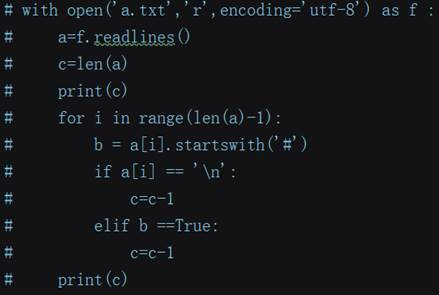 # with open('a.txt','r',encoding='utf-8') as f :
#     a=f.readlines()
#     c=len(a)
#     print(c)
#     for i in range(len(a)-1):
#         b = a[i].startswith('#')
#         if a[i] == '\n':
#             c=c-1
#         elif b ==True:
#             c=c-1
#     print(c)